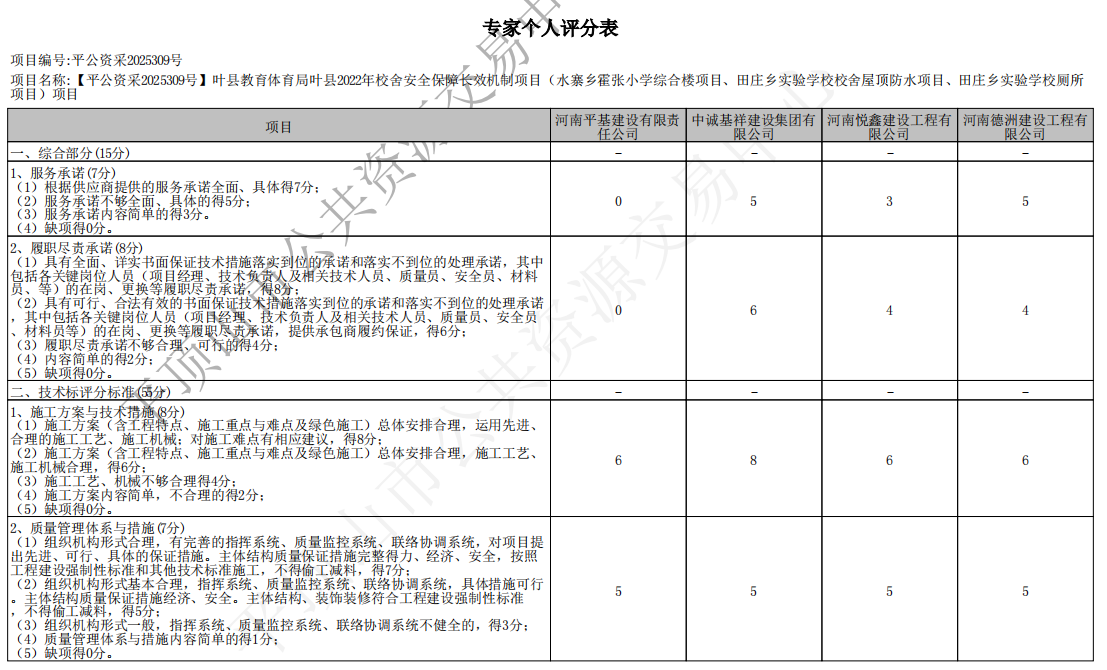 专家个人评分表
项目编号:平公资采2025309号
项目名称:【平公资采2025309号】叶县教育体育局叶县2022年校舍安全保障长效机制项目（水寨乡霍张小学综合楼项目、田庄乡实验学校校舍屋顶防水项目、田庄乡实验学校厕所
项目）项目
项目
河南平基建设有限责
任公司
中诚基祥建设集团有
限公司
河南悦鑫建设工程有
限公司
河南德洲建设工程有
限公司
一、综合部分(15分)
-
-
-
-
1、服务承诺(7分)
（1）根据供应商提供的服务承诺全面、具体得7分；
（2）服务承诺不够全面、具体的得5分；
（3）服务承诺内容简单的得3分。
（4）缺项得0分。
0
5
3
5
2、履职尽责承诺(8分)
（1）具有全面、详实书面保证技术措施落实到位的承诺和落实不到位的处理承诺，其中
包括各关键岗位人员（项目经理、技术负责人及相关技术人员、质量员、安全员、材料
员、等）的在岗、更换等履职尽责承诺，得8分；
（2）具有可行、合法有效的书面保证技术措施落实到位的承诺和落实不到位的处理承诺
，其中包括各关键岗位人员（项目经理、技术负责人及相关技术人员、质量员、安全员
、材料员等）的在岗、更换等履职尽责承诺，提供承包商履约保证，得6分；
（3）履职尽责承诺不够合理、可行的得4分；
（4）内容简单的得2分；
（5）缺项得0分。
0
6
4
4
二、技术标评分标准(55分)
-
-
-
-
1、施工方案与技术措施(8分)
（1）施工方案（含工程特点、施工重点与难点及绿色施工）总体安排合理，运用先进、
合理的施工工艺、施工机械；对施工难点有相应建议，得8分；
（2）施工方案（含工程特点、施工重点与难点及绿色施工）总体安排合理，施工工艺、
施工机械合理，得6分；
（3）施工工艺、机械不够合理得4分；
（4）施工方案内容简单，不合理的得2分；
（5）缺项得0分。
6
8
6
6
2、质量管理体系与措施(7分)
（1）组织机构形式合理，有完善的指挥系统、质量监控系统、联络协调系统，对项目提
出先进、可行、具体的保证措施。主体结构质量保证措施完整得力、经济、安全，按照
工程建设强制性标准和其他技术标准施工，不得偷工减料，得7分；
（2）组织机构形式基本合理，指挥系统、质量监控系统、联络协调系统，具体措施可行
。主体结构质量保证措施经济、安全。主体结构、装饰装修符合工程建设强制性标准
，不得偷工减料，得5分；
（3）组织机构形式一般，指挥系统、质量监控系统、联络协调系统不健全的，得3分；
（4）质量管理体系与措施内容简单的得1分；
（5）缺项得0分。
5
5
5
5
平顶山市公共资源交易中心
山市公共资源交易中